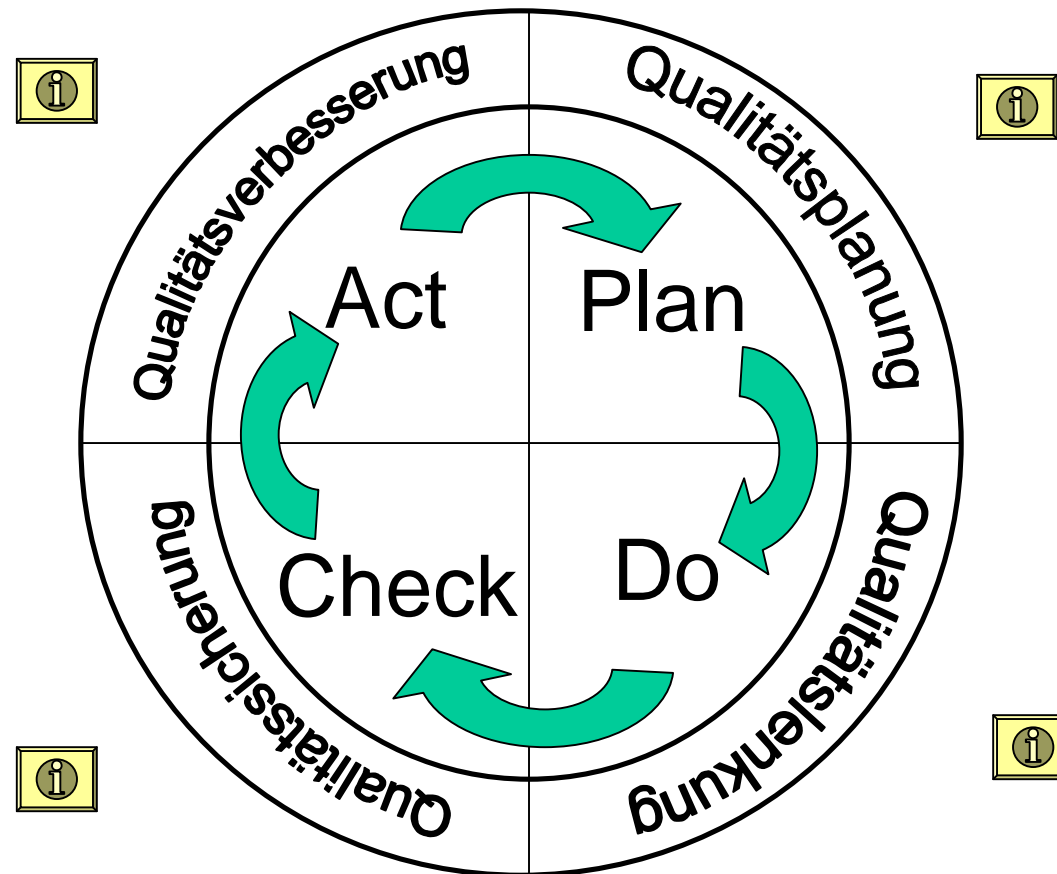 Qualitätsverbesserung
Qualitätsplanung
Act
Plan
Check
Do
Qualitätssicherung
Qualitätslenkung